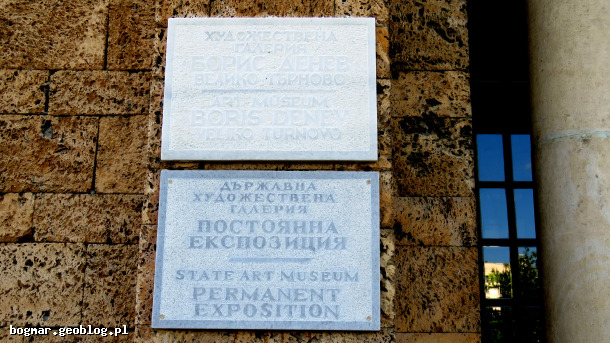 ХУДОЖЕСТВЕНА
ГАЛЕРИЯ
БОРИС ДЕНЕВ
ВЕЛИКО ТЪРНОВО
ART MUSEUM
BORIS DENEV
VELIKO TURNOVO
ДЪРЖАВНА
ХУДОЖЕСТВЕНА
ГАЛЕРИЯ
ПОСТОЯННА
ЕКСПОЗИЦИЯ
STATE ART MUSEUM
PERMANENT
EXPOSITION
bogmar.geoblog.pl